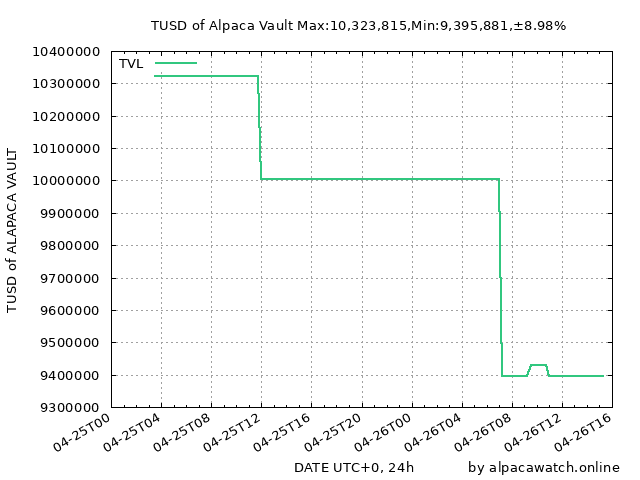 TUSD of Alpaca Vault Max:10,323,815,Min:9,395,881,±8.98%
TVL
10400000
10300000
10200000
10100000
10000000
9900000
9800000
9700000
9600000
9500000
9400000
9300000
TUSD of ALAPACA VAULT
04-25T00
04-25T04
04-25T08
04-25T12
04-25T16
04-25T20
04-26T00
04-26T04
04-26T08
04-26T12
04-26T16
DATE UTC+0, 24h
by alpacawatch.online